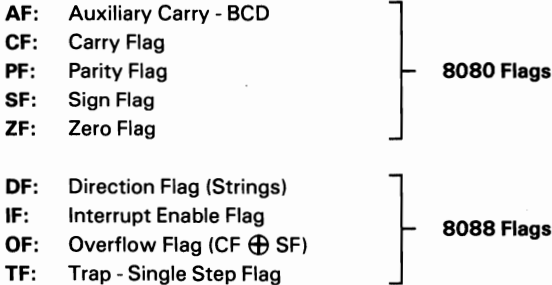 AF: Auxiliary Carry - BCD
CF: Carry Flag
PF: Parity Flag
8080 Flags
SF: Sign Flag
ZF: Zero Flag
DF: Direction Flag (Strings)
IF: Interrupt Enable Flag
8088 Flags
OF: Overflow Flag (CF ⊕ SF)
TF: Trap - Single Step Flag